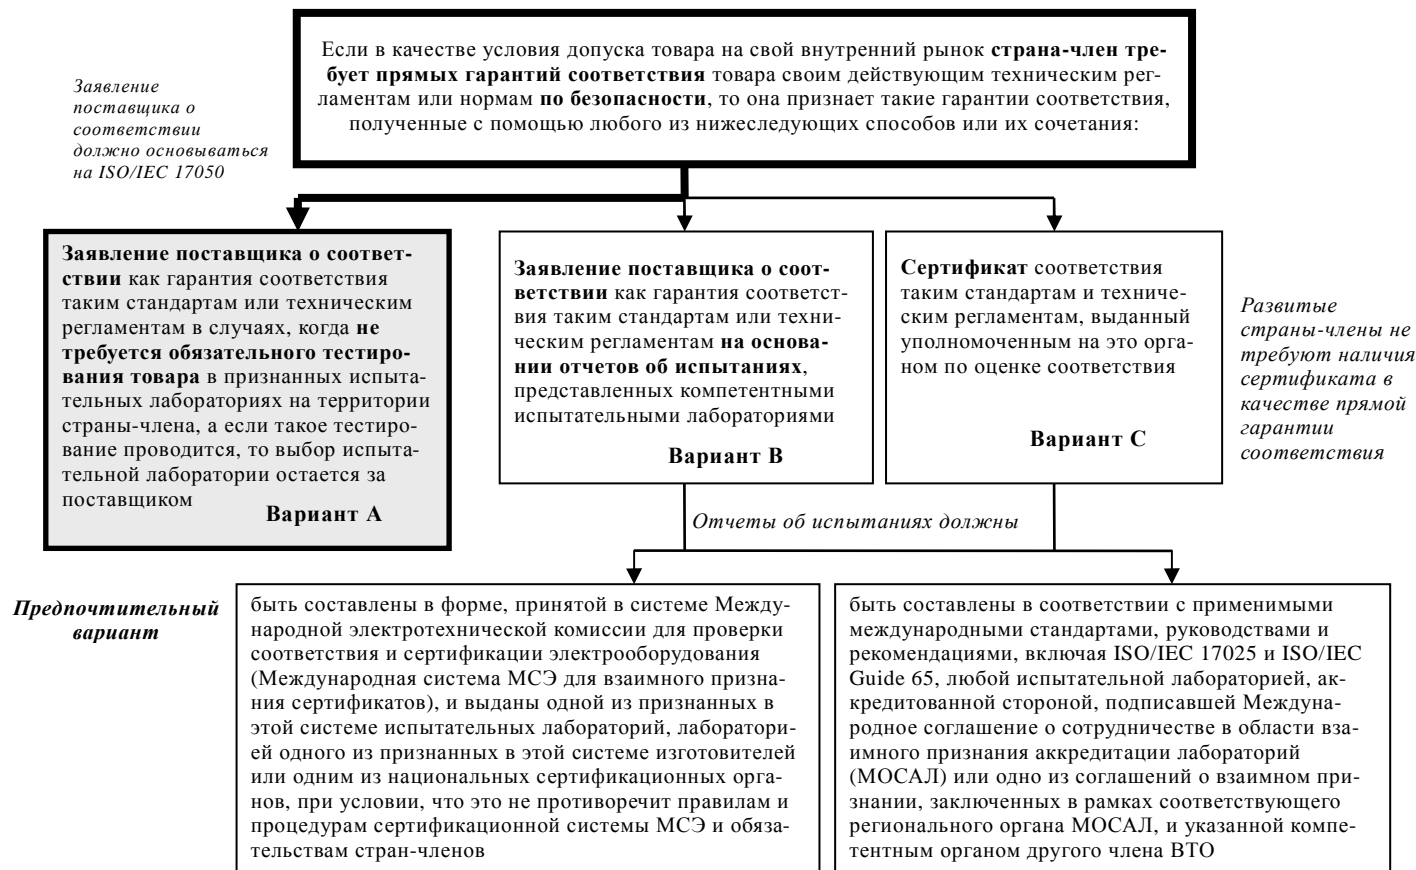 Если в качестве условия допуска товара на свой внутренний рынок страна-член тре-
бует прямых гарантий соответствия товара своим действующим техническим рег-
ламентам или нормам по безопасности, то она признает такие гарантии соответствия,
полученные с помощью любого из нижеследующих способов или их сочетания:
Заявление
поставщика о
соответствии
должно основываться
на ISO/IEC 17050
Заявление поставщика о соответ-
ствии как гарантия соответствия
таким стандартам или техническим
регламентам в случаях, когда не
требуется обязательного тестиро-
вания товара в признанных испыта-
тельных лабораториях на территории
страны-члена, а если такое тестиро-
вание проводится, то выбор испыта-
тельной лаборатории остается за
поставщиком
Вариант A
Заявление поставщика о соот-
ветствии как гарантия соответст-
вия таким стандартам или техни-
ческим регламентам на основа-
нии отчетов об испытаниях,
представленных компетентными
испытательными лабораториями
Вариант B
Сертификат соответствия
таким стандартам и техниче-
ским регламентам, выданный
уполномоченным на это орга-
ном по оценке соответствия
Вариант C
Развитые
страны-члены не
требуют наличия
сертификата в
качестве прямой
гарантии
соответствия
Отчеты об испытаниях должны
Предпочтительный
вариант
быть составлены в форме, принятой в системе Между-
народной электротехнической комиссии для проверки
соответствия и сертификации электрооборудования
(Международная система МСЭ для взаимного призна-
ния сертификатов), и выданы одной из признанных в
этой системе испытательных лабораторий, лаборатори-
ей одного из признанных в этой системе изготовителей
или одним из национальных сертификационных орга-
нов, при условии, что это не противоречит правилам и
процедурам сертификационной системы МСЭ и обяза-
тельствам стран-членов
быть составлены в соответствии с применимыми
международными стандартами, руководствами и
рекомендациями, включая ISO/IEC 17025 и ISO/IEC
Guide 65, любой испытательной лабораторией, ак-
кредитованной стороной, подписавшей Междуна-
родное соглашение о сотрудничестве в области вза-
имного признания аккредитации лабораторий
(МОСАЛ) или одно из соглашений о взаимном при-
знании, заключенных в рамках соответствующего
регионального органа МОСАЛ, и указанной компе-
тентным органом другого члена ВТО